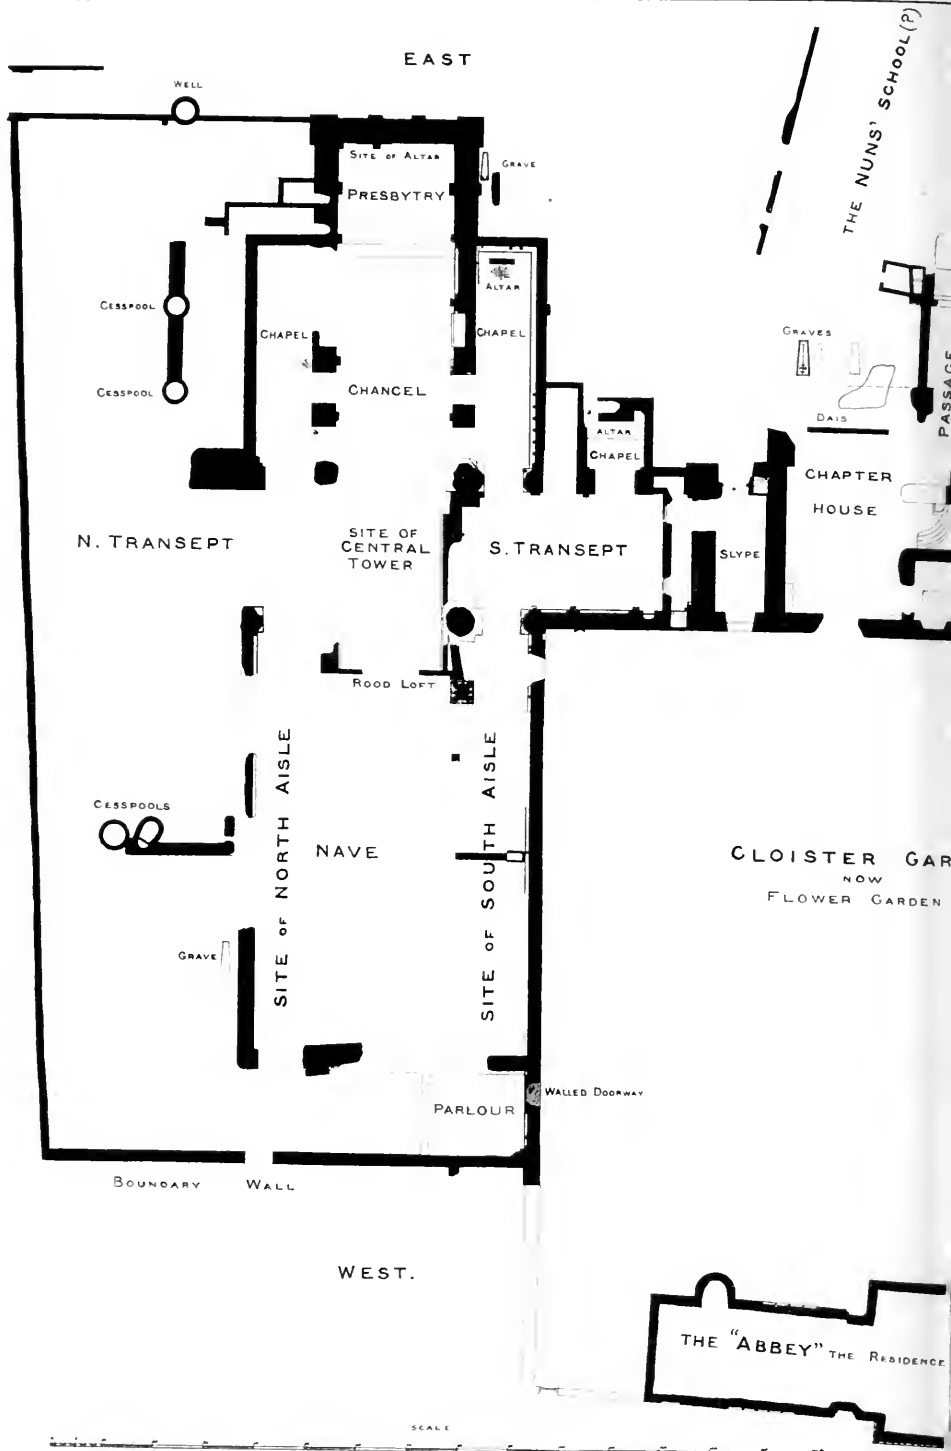 EAST
WELL
THE NUNS' SCHOOL (?)
SITE OF ALTAR
GRAVE
PRESBYTRY
ALTAR
CESSPOOL
CHAPEL
CHAPEL
GRAVES
CESSPOOL
CHANCEL
PASSAGE
DAIS
ALTAR
CHAPEL
CHAPTER
HOUSE
N. TRANSEPT
SITE OF
CENTRAL
TOWER
S. TRANSEPT
SLYPE
ROOD LOFT
SITE OF NORTH AISLE
SITE OF SOUTH AISLE
CESSPOOLS
NAVE
CLOISTER GAR
NOW
FLOWER GARDEN
GRAVE
WALLED DOORWAY
PARLOUR
BOUNDARY WALL
WEST.
THE "ABBEY" THE RESIDENCE
SCALE